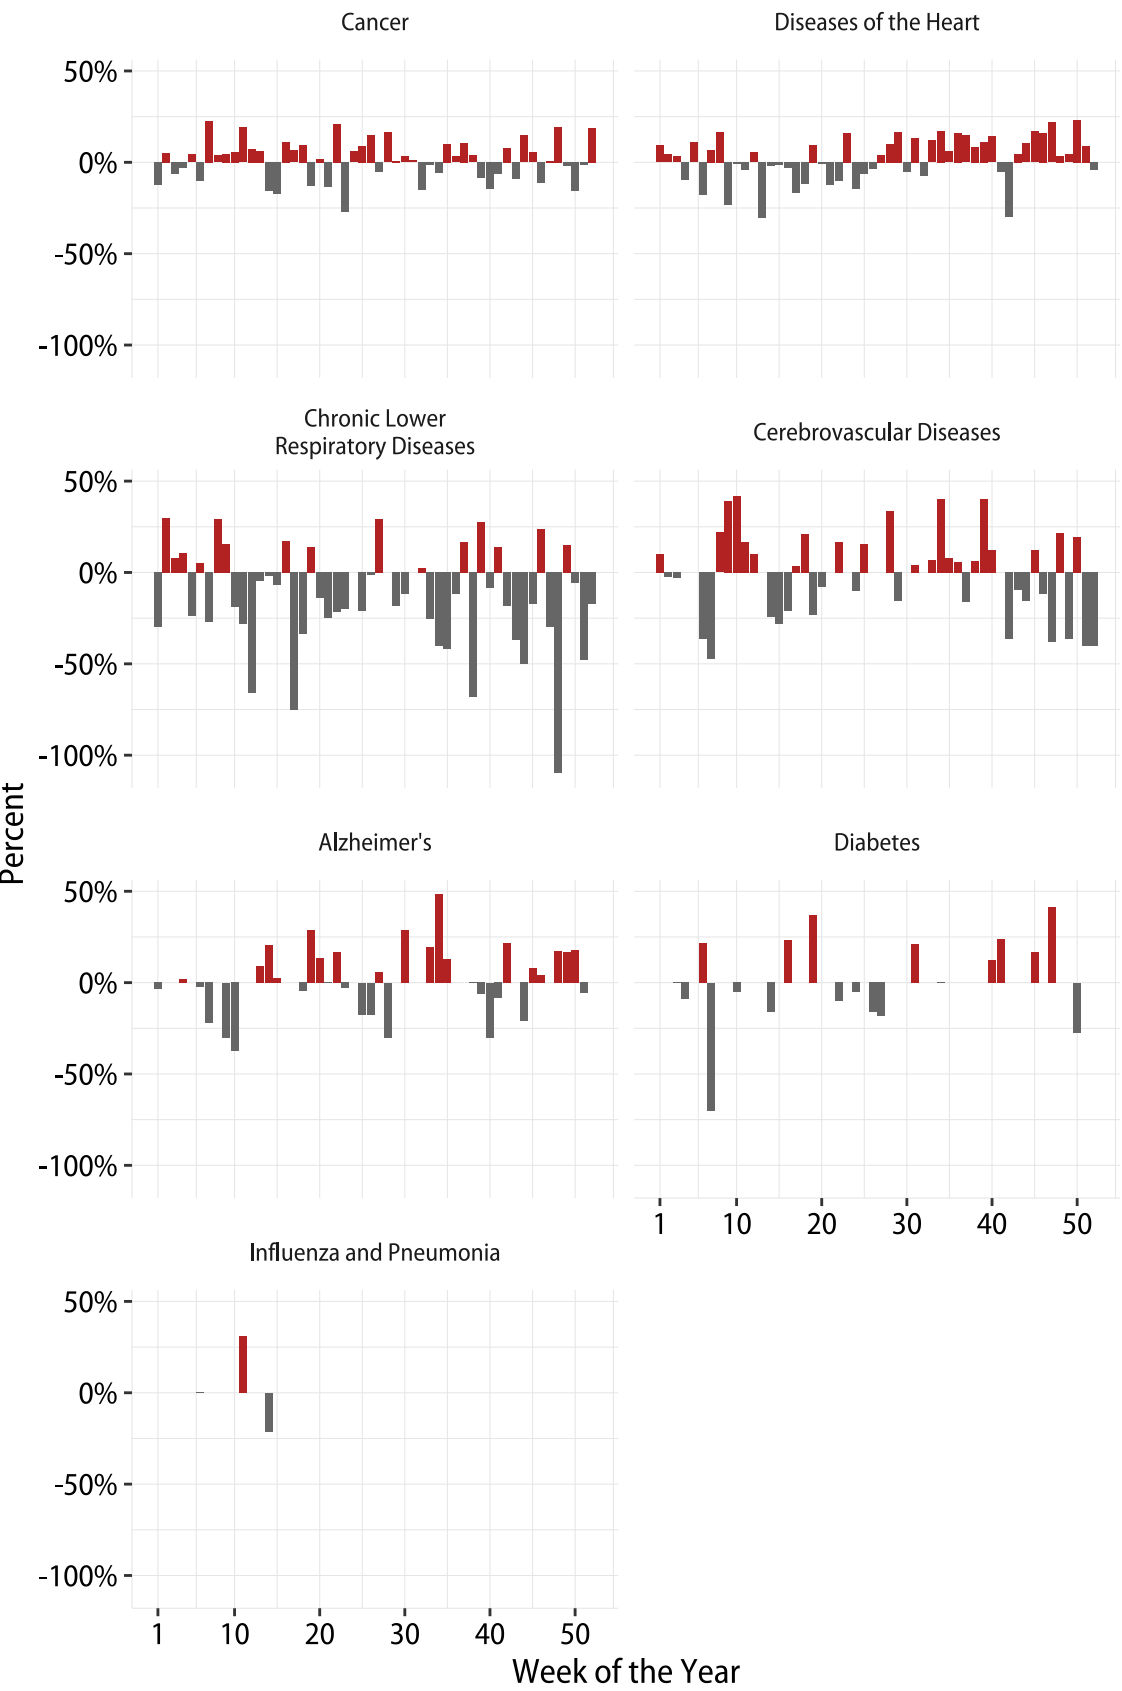 Cancer
Diseases of the Heart
50%
0%
-50%
-100%
Chronic Lower
Respiratory Diseases
Cerebrovascular Diseases
50%
0%
-50%
-100%
Percent
Alzheimer's
Diabetes
50%
0%
-50%
-100%
1 10 20 30 40 50
Influenza and Pneumonia
50%
0%
-50%
-100%
1 10 20 30 40 50
Week of the Year